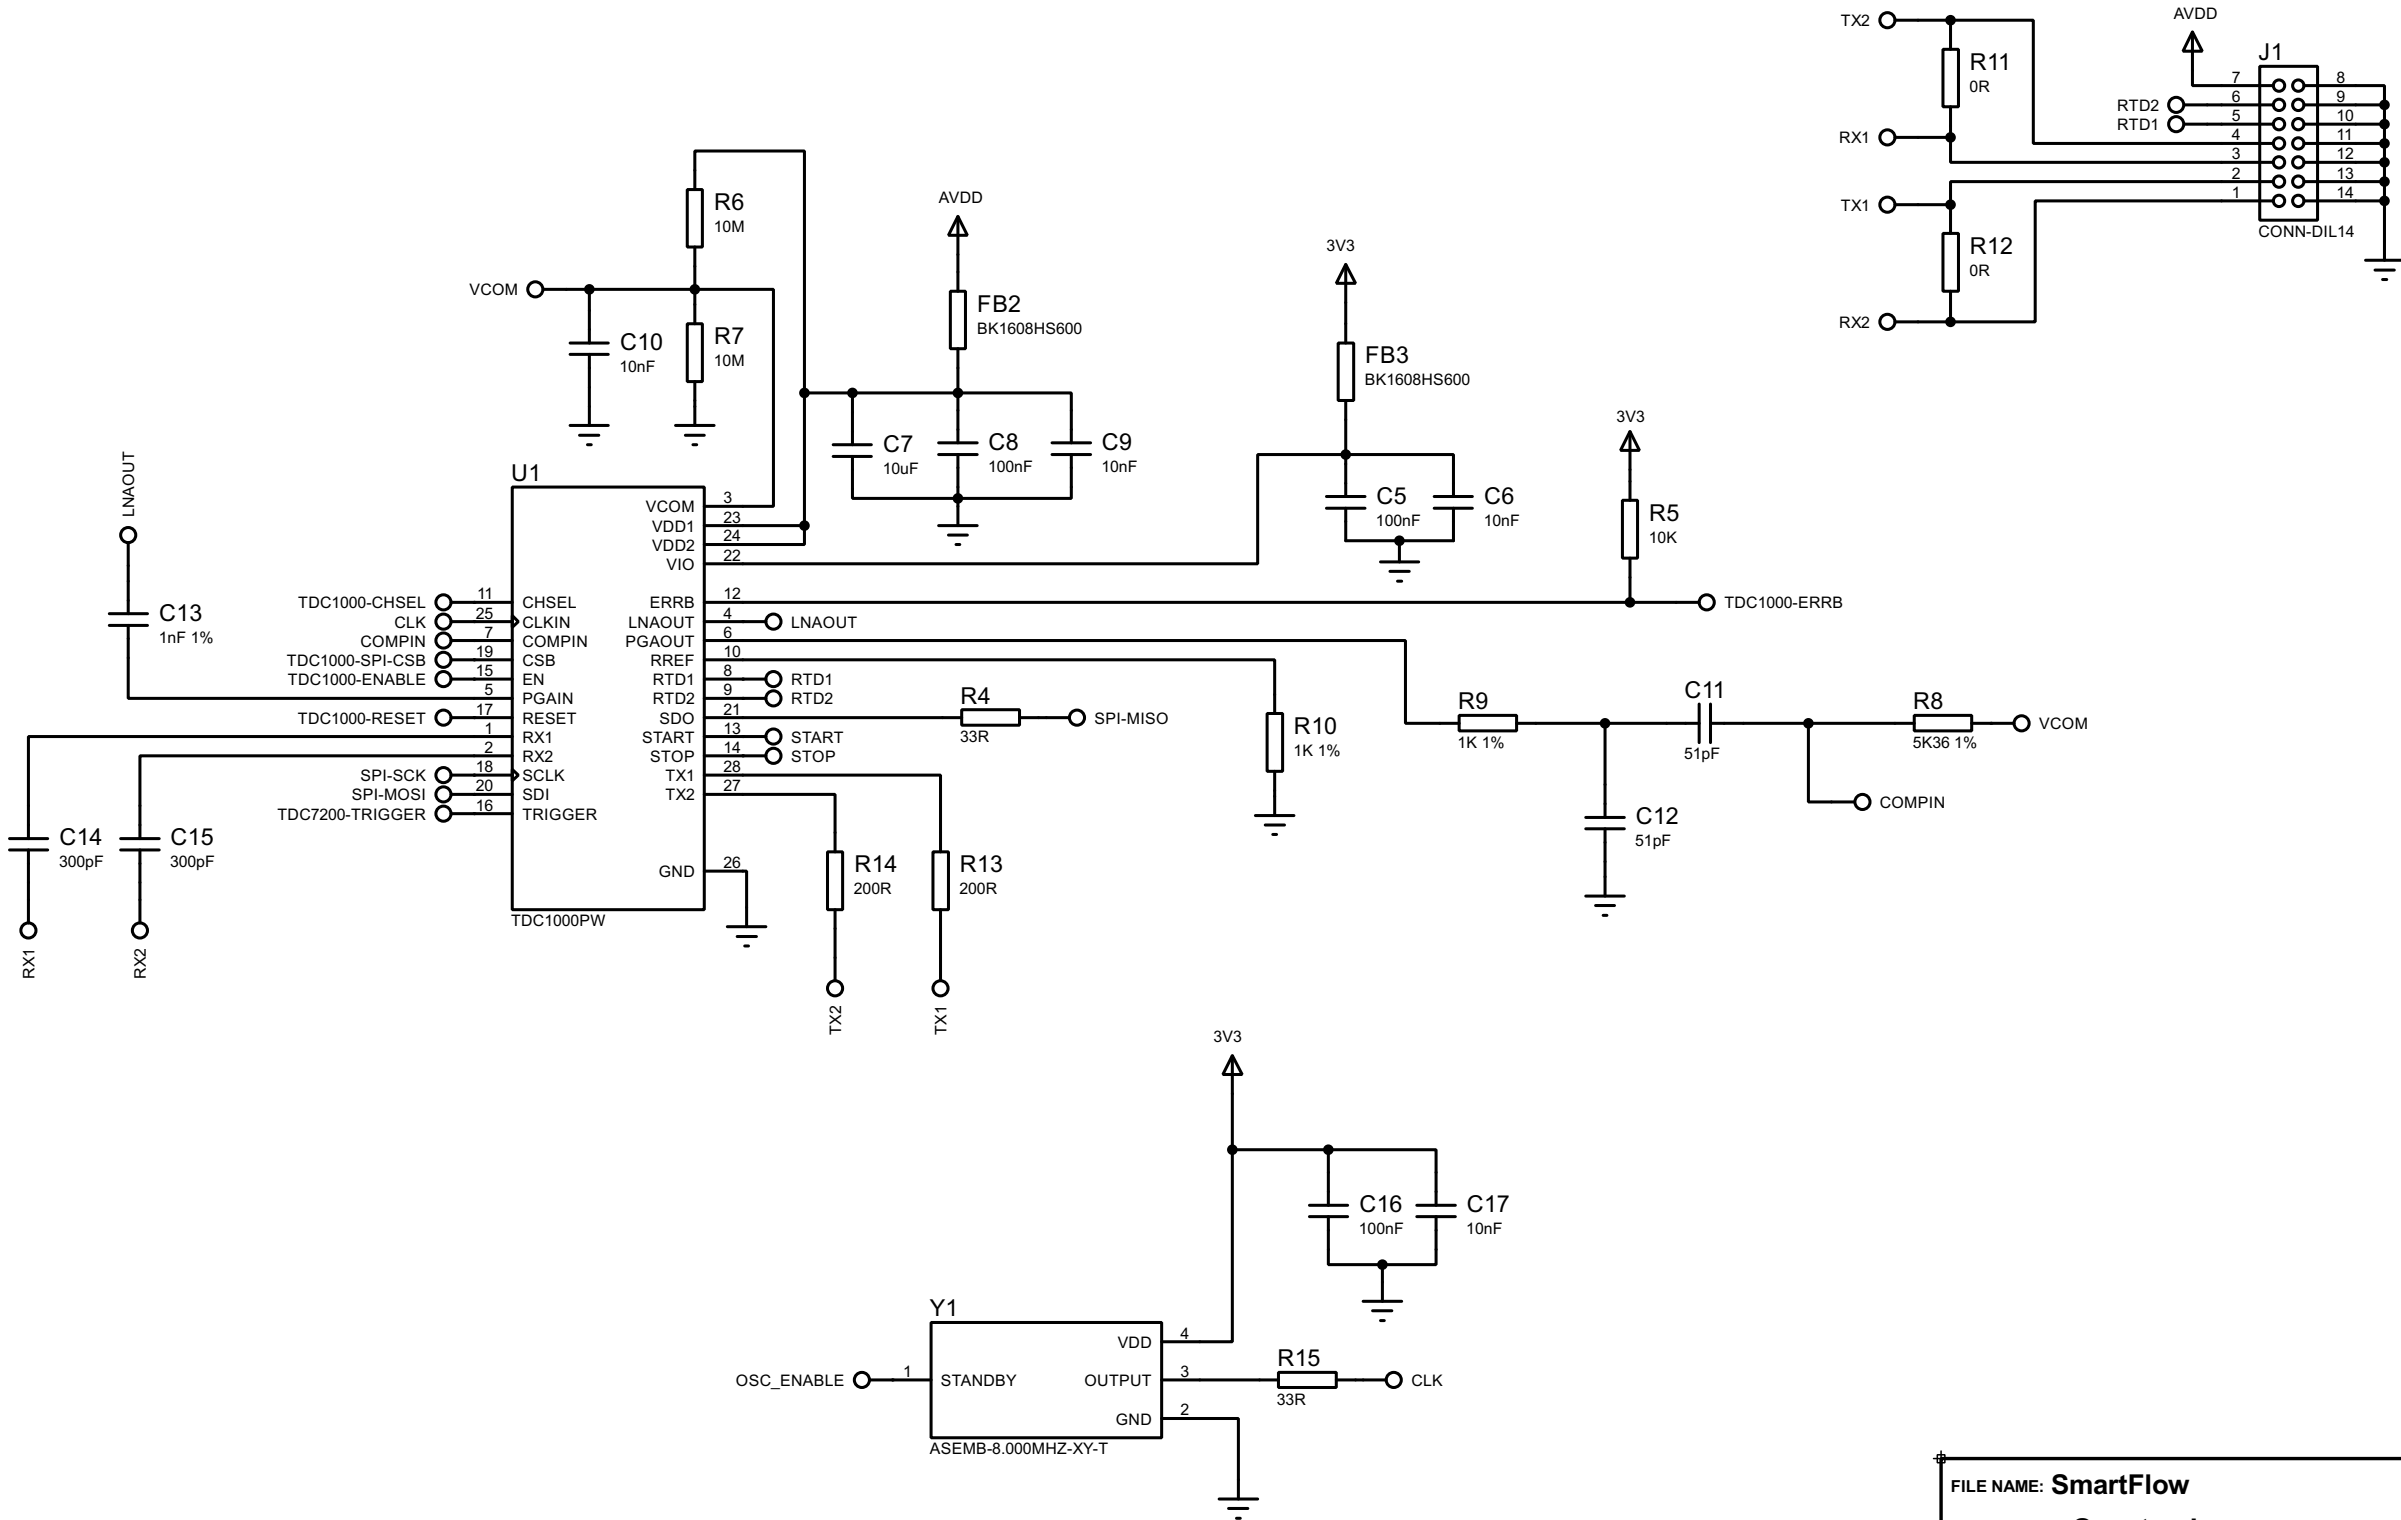 TX2
AVDD
J1
R11
0R
7
8
RTD2
6
9
RTD1
5
10
4
11
RX1
3
12
2
13
TX1
1
14
CONN-DIL14
R12
0R
RX2
R6
10M
AVDD
3V3
VCOM
FB2
BK1608HS600
C10
10nF
R7
10M
FB3
BK1608HS600
3V3
C7
10uF
C8
100nF
C9
10nF
LNAOUT
U1
C5
100nF
C6
10nF
R5
10K
VCOM 3
VDD1 23
VDD2 24
VIO 22
C13
1nF 1%
TDC1000-CHSEL 11 CHSEL
ERRB 12
TDC1000-ERRB
CLK 25 CLKIN
LNAOUT 4 LNAOUT
COMPIN 7 COMPIN
PGAOUT 6
TDC1000-SPI-CSB 19 CSB
RREF 10
TDC1000-ENABLE 15 EN
RTD1 8 RTD1
5 PGAIN
RTD2 9 RTD2
TDC1000-RESET 17 RESET
SDO 21
R4
33R
SPI-MISO
1 RX1
START 13 START
2 RX2
STOP 14 STOP
SPI-SCK 18 SCLK
TX1 28
SPI-MOSI 20 SDI
TX2 27
TDC7200-TRIGGER 16 TRIGGER
GND 26
TDC1000PW
R10
1K 1%
R9
1K 1%
C11
51pF
R8
5K36 1%
VCOM
COMPIN
C12
51pF
C14
300pF
C15
300pF
R14
200R
R13
200R
RX1
RX2
TX2
TX1
3V3
C16
100nF
C17
10nF
Y1
VDD 4
OSC_ENABLE 1 STANDBY
OUTPUT 3
R15
33R
CLK
GND 2
ASEMB-8.000MHZ-XY-T
FILE NAME: SmartFlow